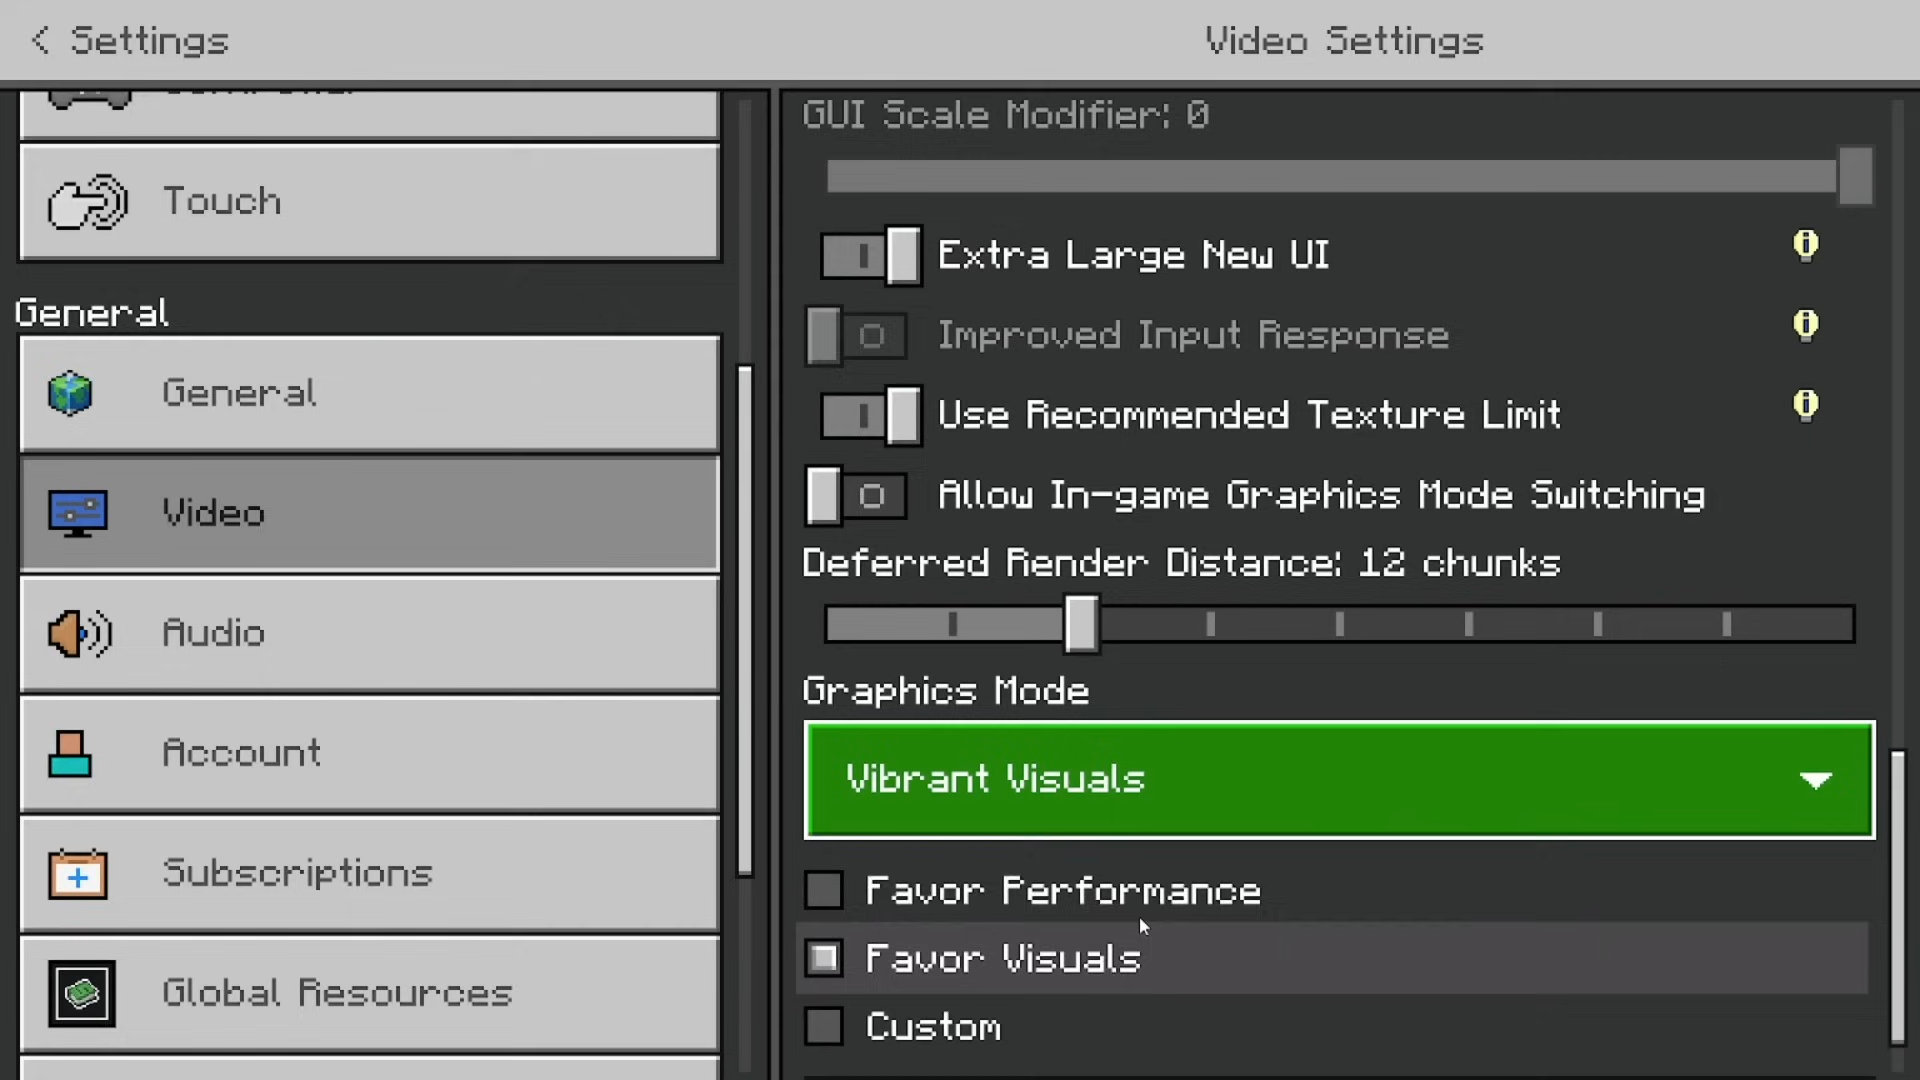 Settings
Video Settings
Touch
General
General
Video
Audio
Account
Subscriptions
Global Resources
GUI Scale Modifier: 0
Extra Large New UI
Improved Input Response
Use Recommended Texture Limit
Allow In-game Graphics Mode Switching
Deferred Render Distance: 12 chunks
Graphics Mode
Vibrant Visuals
Favor Performance
Favor Visuals
Custom